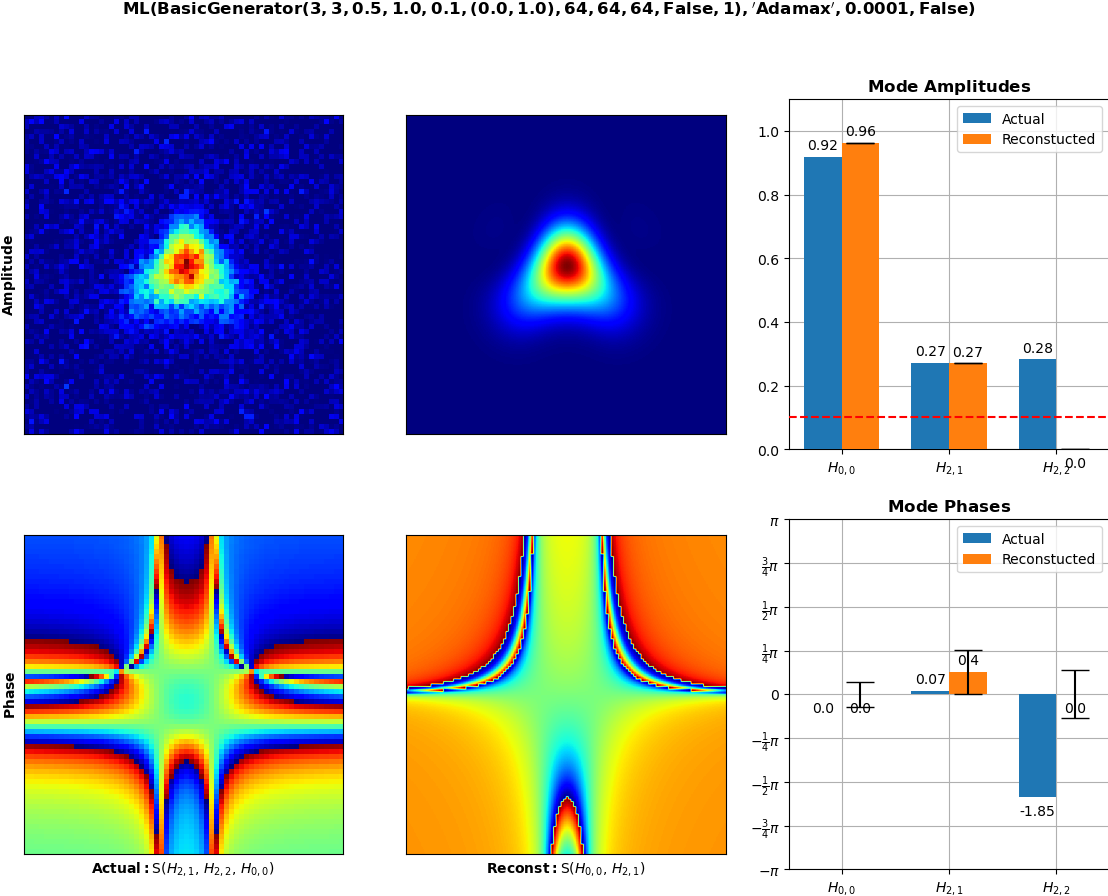 ML(BasicGenerator(3, 3, 0.5, 1.0, 0.1, (0.0, 1.0), 64, 64, 64, False, 1), 'Adamax', 0.0001, False)
Mode Amplitudes
Amplitude
Actual
Reconstucted
1.0
0.8
0.6
0.4
0.2
0.0
0.92
0.96
0.27
0.27
0.28
0.0
H0,0
H2,1
H2,2
Mode Phases
Phase
Actual
Reconstucted
π
3/4π
1/2π
1/4π
0
−1/4π
−1/2π
−3/4π
−π
0.0
0.0
0.07
0.4
-1.85
0.0
H0,0
H2,1
H2,2
Actual: S(H2,1, H2,2, H0,0)
Reconst: S(H0,0, H2,1)